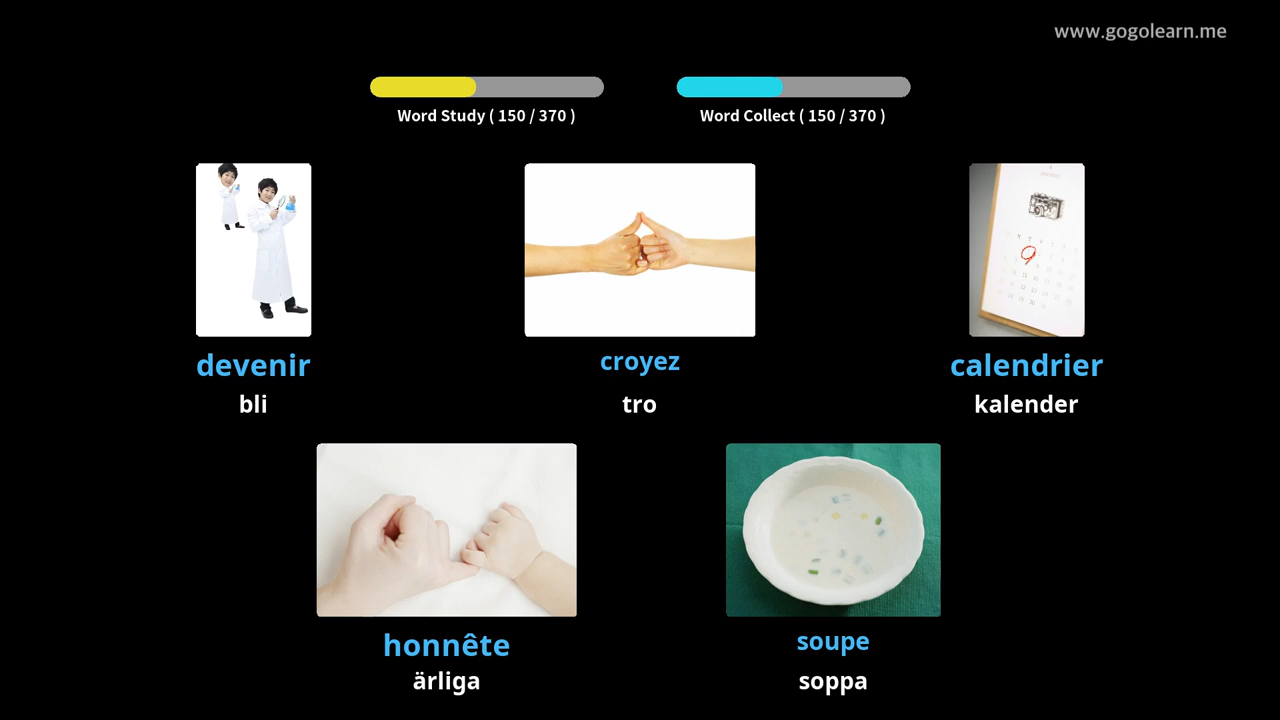 www.gogolearn.me
Word Study ( 150 / 370 )
Word Collect ( 150 / 370 )
devenir
bli
croyez
tro
calendrier
kalender
honnête
ärliga
soupe
soppa